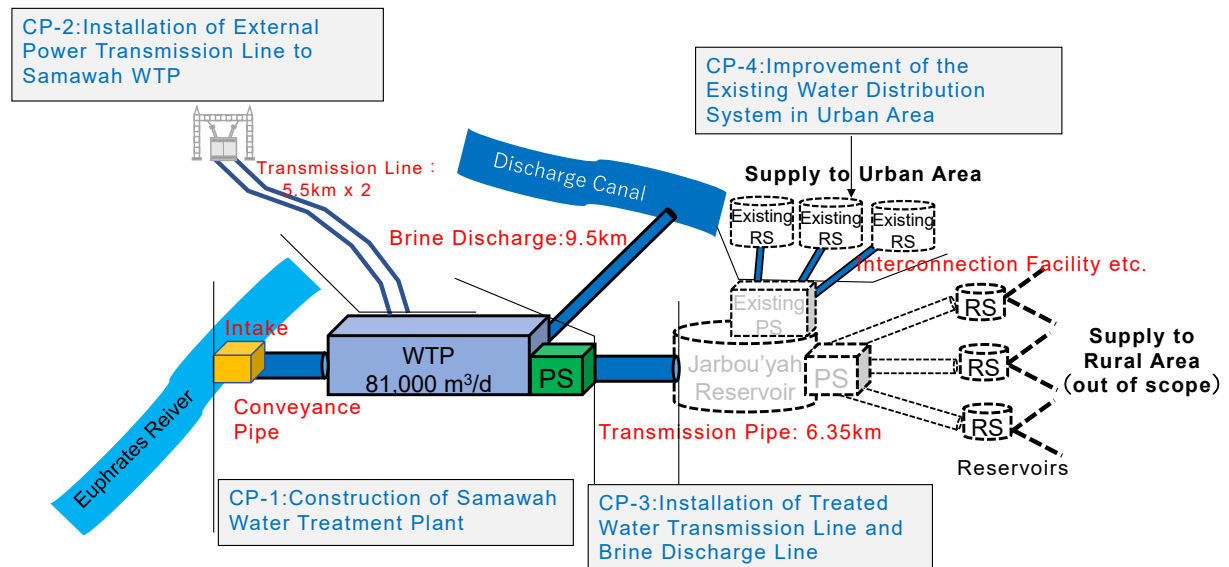 CP-2:Installation of External
Power Transmission Line to
Samawah WTP
CP-4:Improvement of the
Existing Water Distribution
System in Urban Area
Transmission Line：
5.5km x 2
Discharge Canal
Supply to Urban Area
Existing
RS
Existing
RS
Existing
RS
Brine Discharge:9.5km
Interconnection Facility etc.
Existing
PS
Intake
WTP
81,000 m³/d
PS
Jarbou'yah
Reservoir
PS
RS
RS
RS
Supply to
Rural Area
(out of scope)
Conveyance
Pipe
Euphrates Reiver
Transmission Pipe: 6.35km
Reservoirs
CP-1:Construction of Samawah
Water Treatment Plant
CP-3:Installation of Treated
Water Transmission Line and
Brine Discharge Line